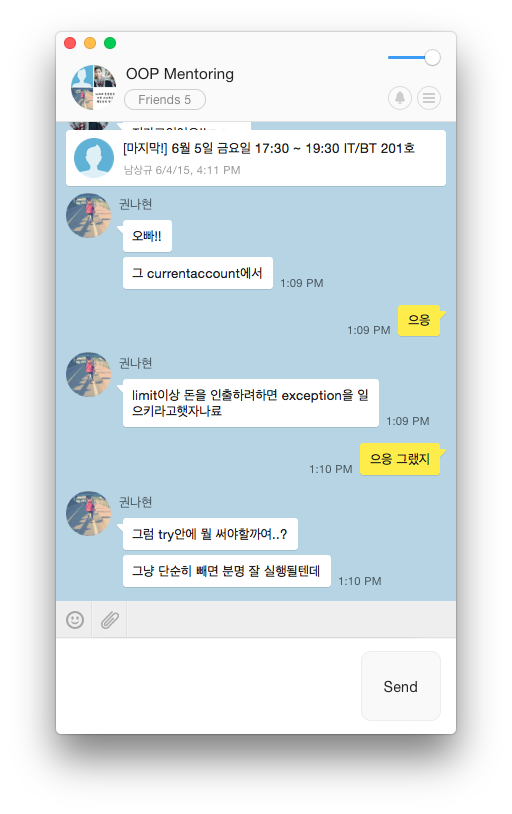 OOP Mentoring
Friends 5
[마지막!] 6월 5일 금요일 17:30 ~ 19:30 IT/BT 201호
남상규 6/4/15, 4:11 PM
권나현
오빠!!
그 currentaccount에서
1:09 PM
으응
1:09 PM
권나현
limit이상 돈을 인출하려하면 exception을 일
으키라고햇자나료
1:09 PM
으응 그랬지
1:10 PM
권나현
그럼 try안에 뭘 써야할까여..?
그냥 단순히 빼면 분명 잘 실행될텐데
1:10 PM
Send